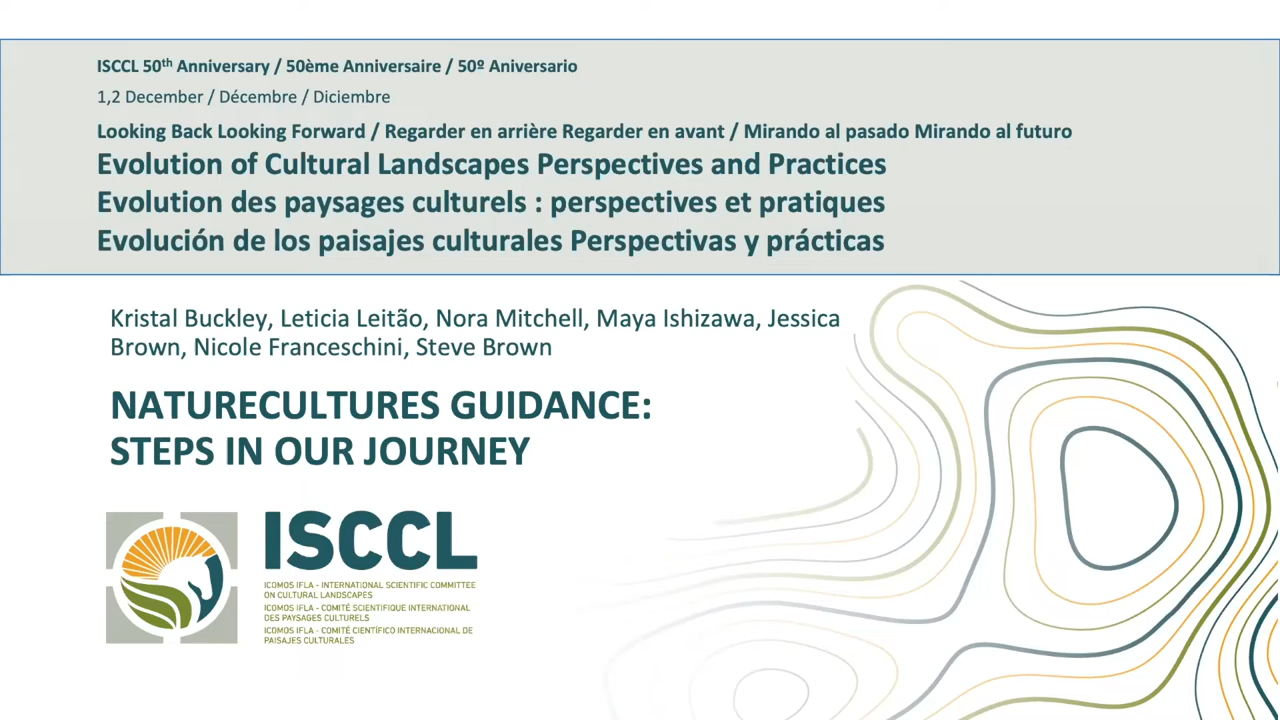 ISCCL 50th Anniversary / 50ème Anniversaire / 50º Aniversario
1,2 December / Décembre / Diciembre
Looking Back Looking Forward / Regarder en arrière Regarder en avant / Mirando al pasado Mirando al futuro
Evolution of Cultural Landscapes Perspectives and Practices
Evolution des paysages culturels : perspectives et pratiques
Evolución de los paisajes culturales Perspectivas y prácticas
Kristal Buckley, Leticia Leitão, Nora Mitchell, Maya Ishizawa, Jessica
Brown, Nicole Franceschini, Steve Brown
NATURECULTURES GUIDANCE:
STEPS IN OUR JOURNEY
ISCCL
ICOMOS IFLA - INTERNATIONAL SCIENTIFIC COMMITTEE
ON CULTURAL LANDSCAPES
ICOMOS IFLA - COMITÉ SCIENTIFIQUE INTERNATIONAL
DES PAYSAGES CULTURELS
ICOMOS IFLA - COMITÉ CIENTÍFICO INTERNACIONAL DE
PAISAJES CULTURALES